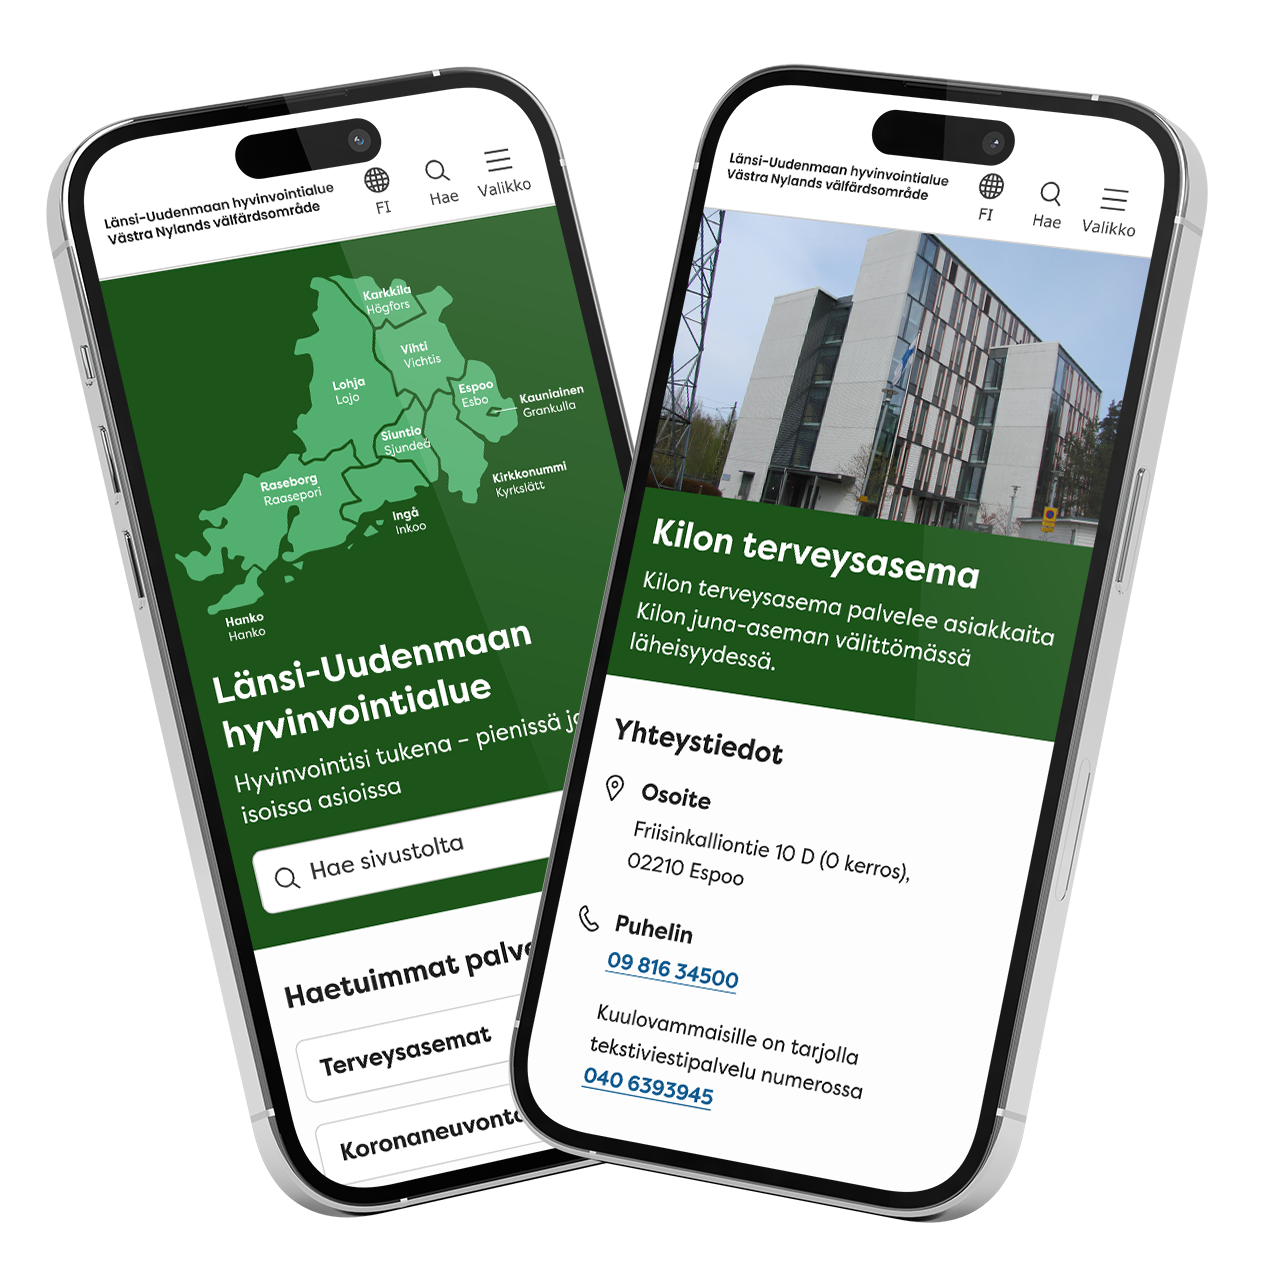 Länsi-Uudenmaan hyvinvointialue
Västra Nylands välfärdsområde
FI
Hae
Valikko
Karkkila
Högfors
Vihti
Vichtis
Lohja
Lojo
Espoo
Esbo
Kauniainen
Grankulla
Siuntio
Sjundeå
Kirkkonummi
Kyrkslätt
Raseborg
Raasepori
Ingå
Inkoo
Hanko
Hanko
Länsi-Uudenmaan
hyvinvointialue
Hyvinvointisi tukena – pienissä ja
isoissa asioissa
Hae sivustolta
Haetuimmat palve
Terveysasemat
Koronaneuvonta
Länsi-Uudenmaan hyvinvointialue
Västra Nylands välfärdsområde
FI
Hae
Valikko
Kilon terveysasema
Kilon terveysasema palvelee asiakkaita
Kilon juna-aseman välittömässä
läheisyydessä.
Yhteystiedot
Osoite
Friisinkalliontie 10 D (0 kerros),
02210 Espoo
Puhelin
09 816 34500
Kuulovammaisille on tarjolla
tekstiviestipalvelu numerossa
040 6393945